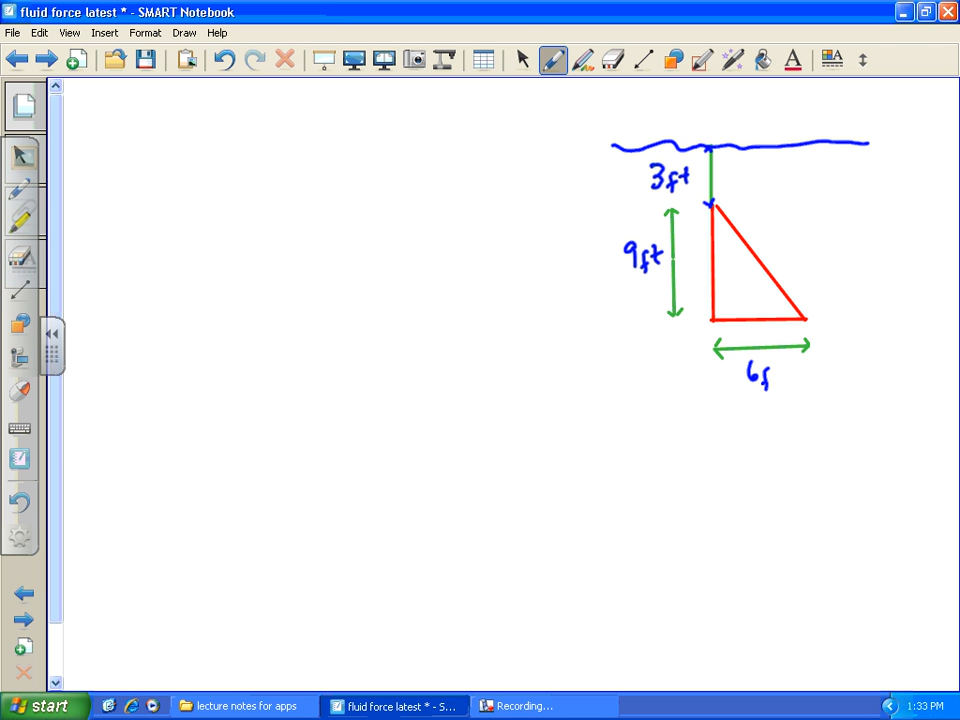 fluid force latest * - SMART Notebook
File Edit View Insert Format Draw Help
3ft
9ft
6f
start
lecture notes for apps
fluid force latest * - S...
Recording...
1:33 PM